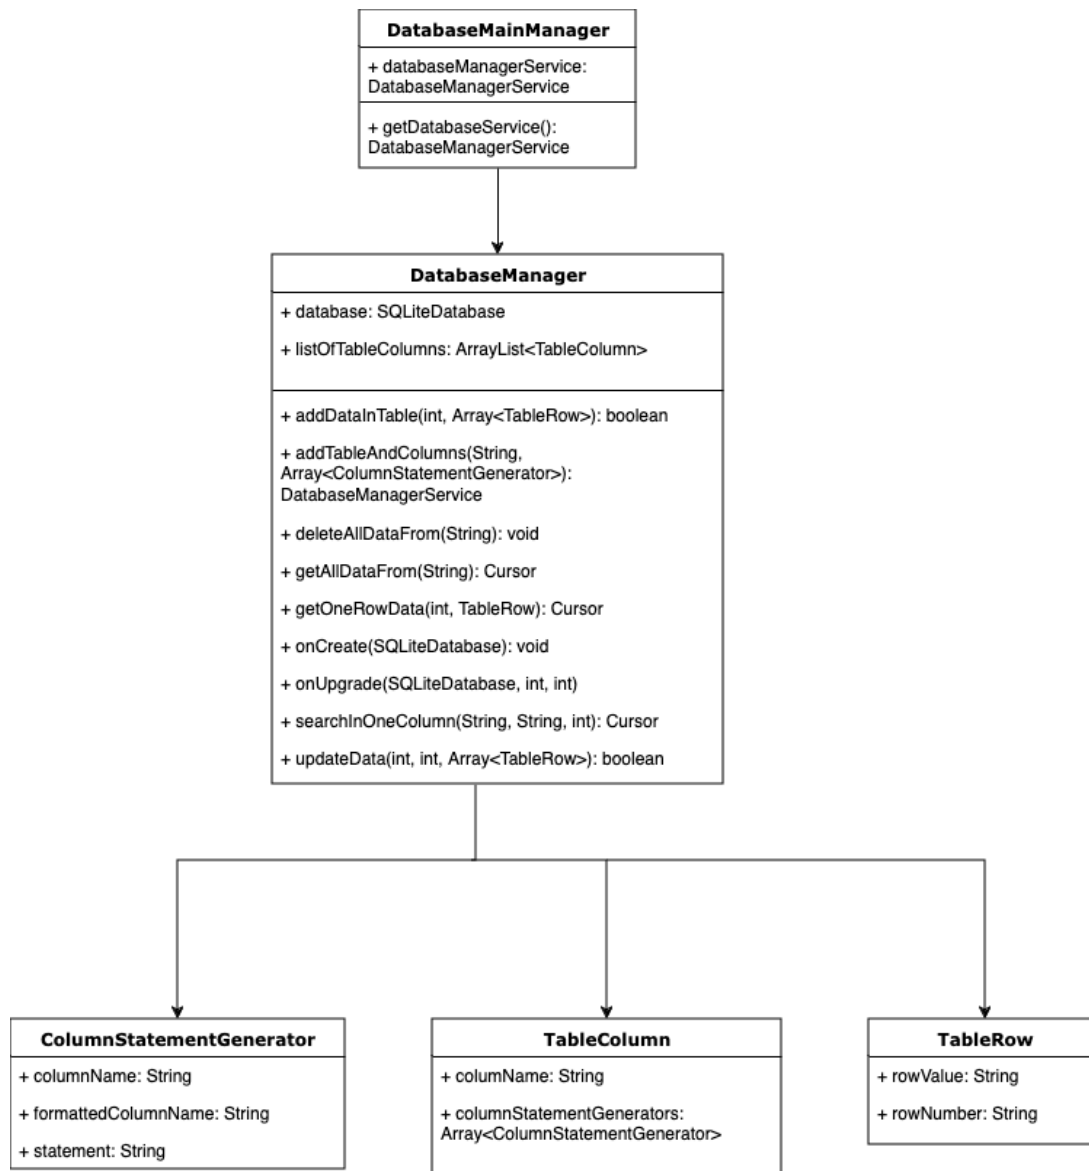 DatabaseMainManager
+ databaseManagerService:
DatabaseManagerService
+ getDatabaseService():
DatabaseManagerService
DatabaseManager
+ database: SQLiteDatabase
+ listOfTableColumns: ArrayList<TableColumn>
+ addDataInTable(int, Array<TableRow>): boolean
+ addTableAndColumns(String,
Array<ColumnStatementGenerator>):
DatabaseManagerService
+ deleteAllDataFrom(String): void
+ getAllDataFrom(String): Cursor
+ getOneRowData(int, TableRow): Cursor
+ onCreate(SQLiteDatabase): void
+ onUpgrade(SQLiteDatabase, int, int)
+ searchInOneColumn(String, String, int): Cursor
+ updateData(int, int, Array<TableRow>): boolean
ColumnStatementGenerator
+ columnName: String
+ formattedColumnName: String
+ statement: String
TableColumn
+ columName: String
+ columnStatementGenerators:
Array<ColumnStatementGenerator>
TableRow
+ rowValue: String
+ rowNumber: String